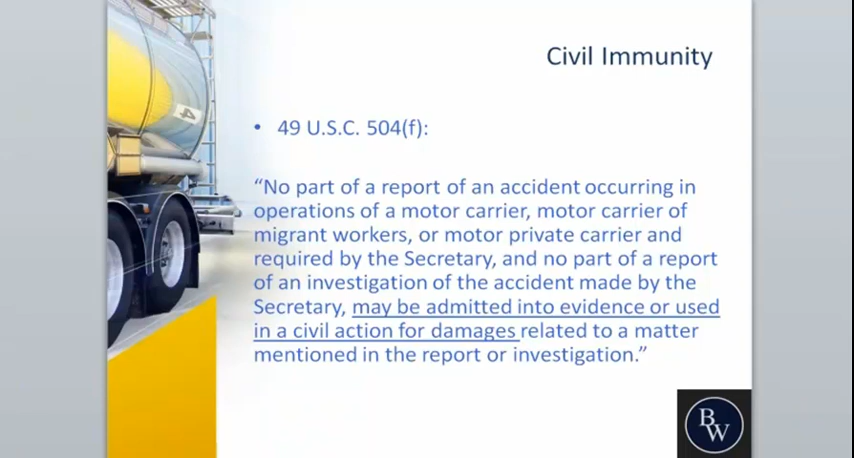 Civil Immunity
• 49 U.S.C. 504(f):
“No part of a report of an accident occurring in
operations of a motor carrier, motor carrier of
migrant workers, or motor private carrier and
required by the Secretary, and no part of a report
of an investigation of the accident made by the
Secretary, may be admitted into evidence or used
in a civil action for damages related to a matter
mentioned in the report or investigation.”
4
BW